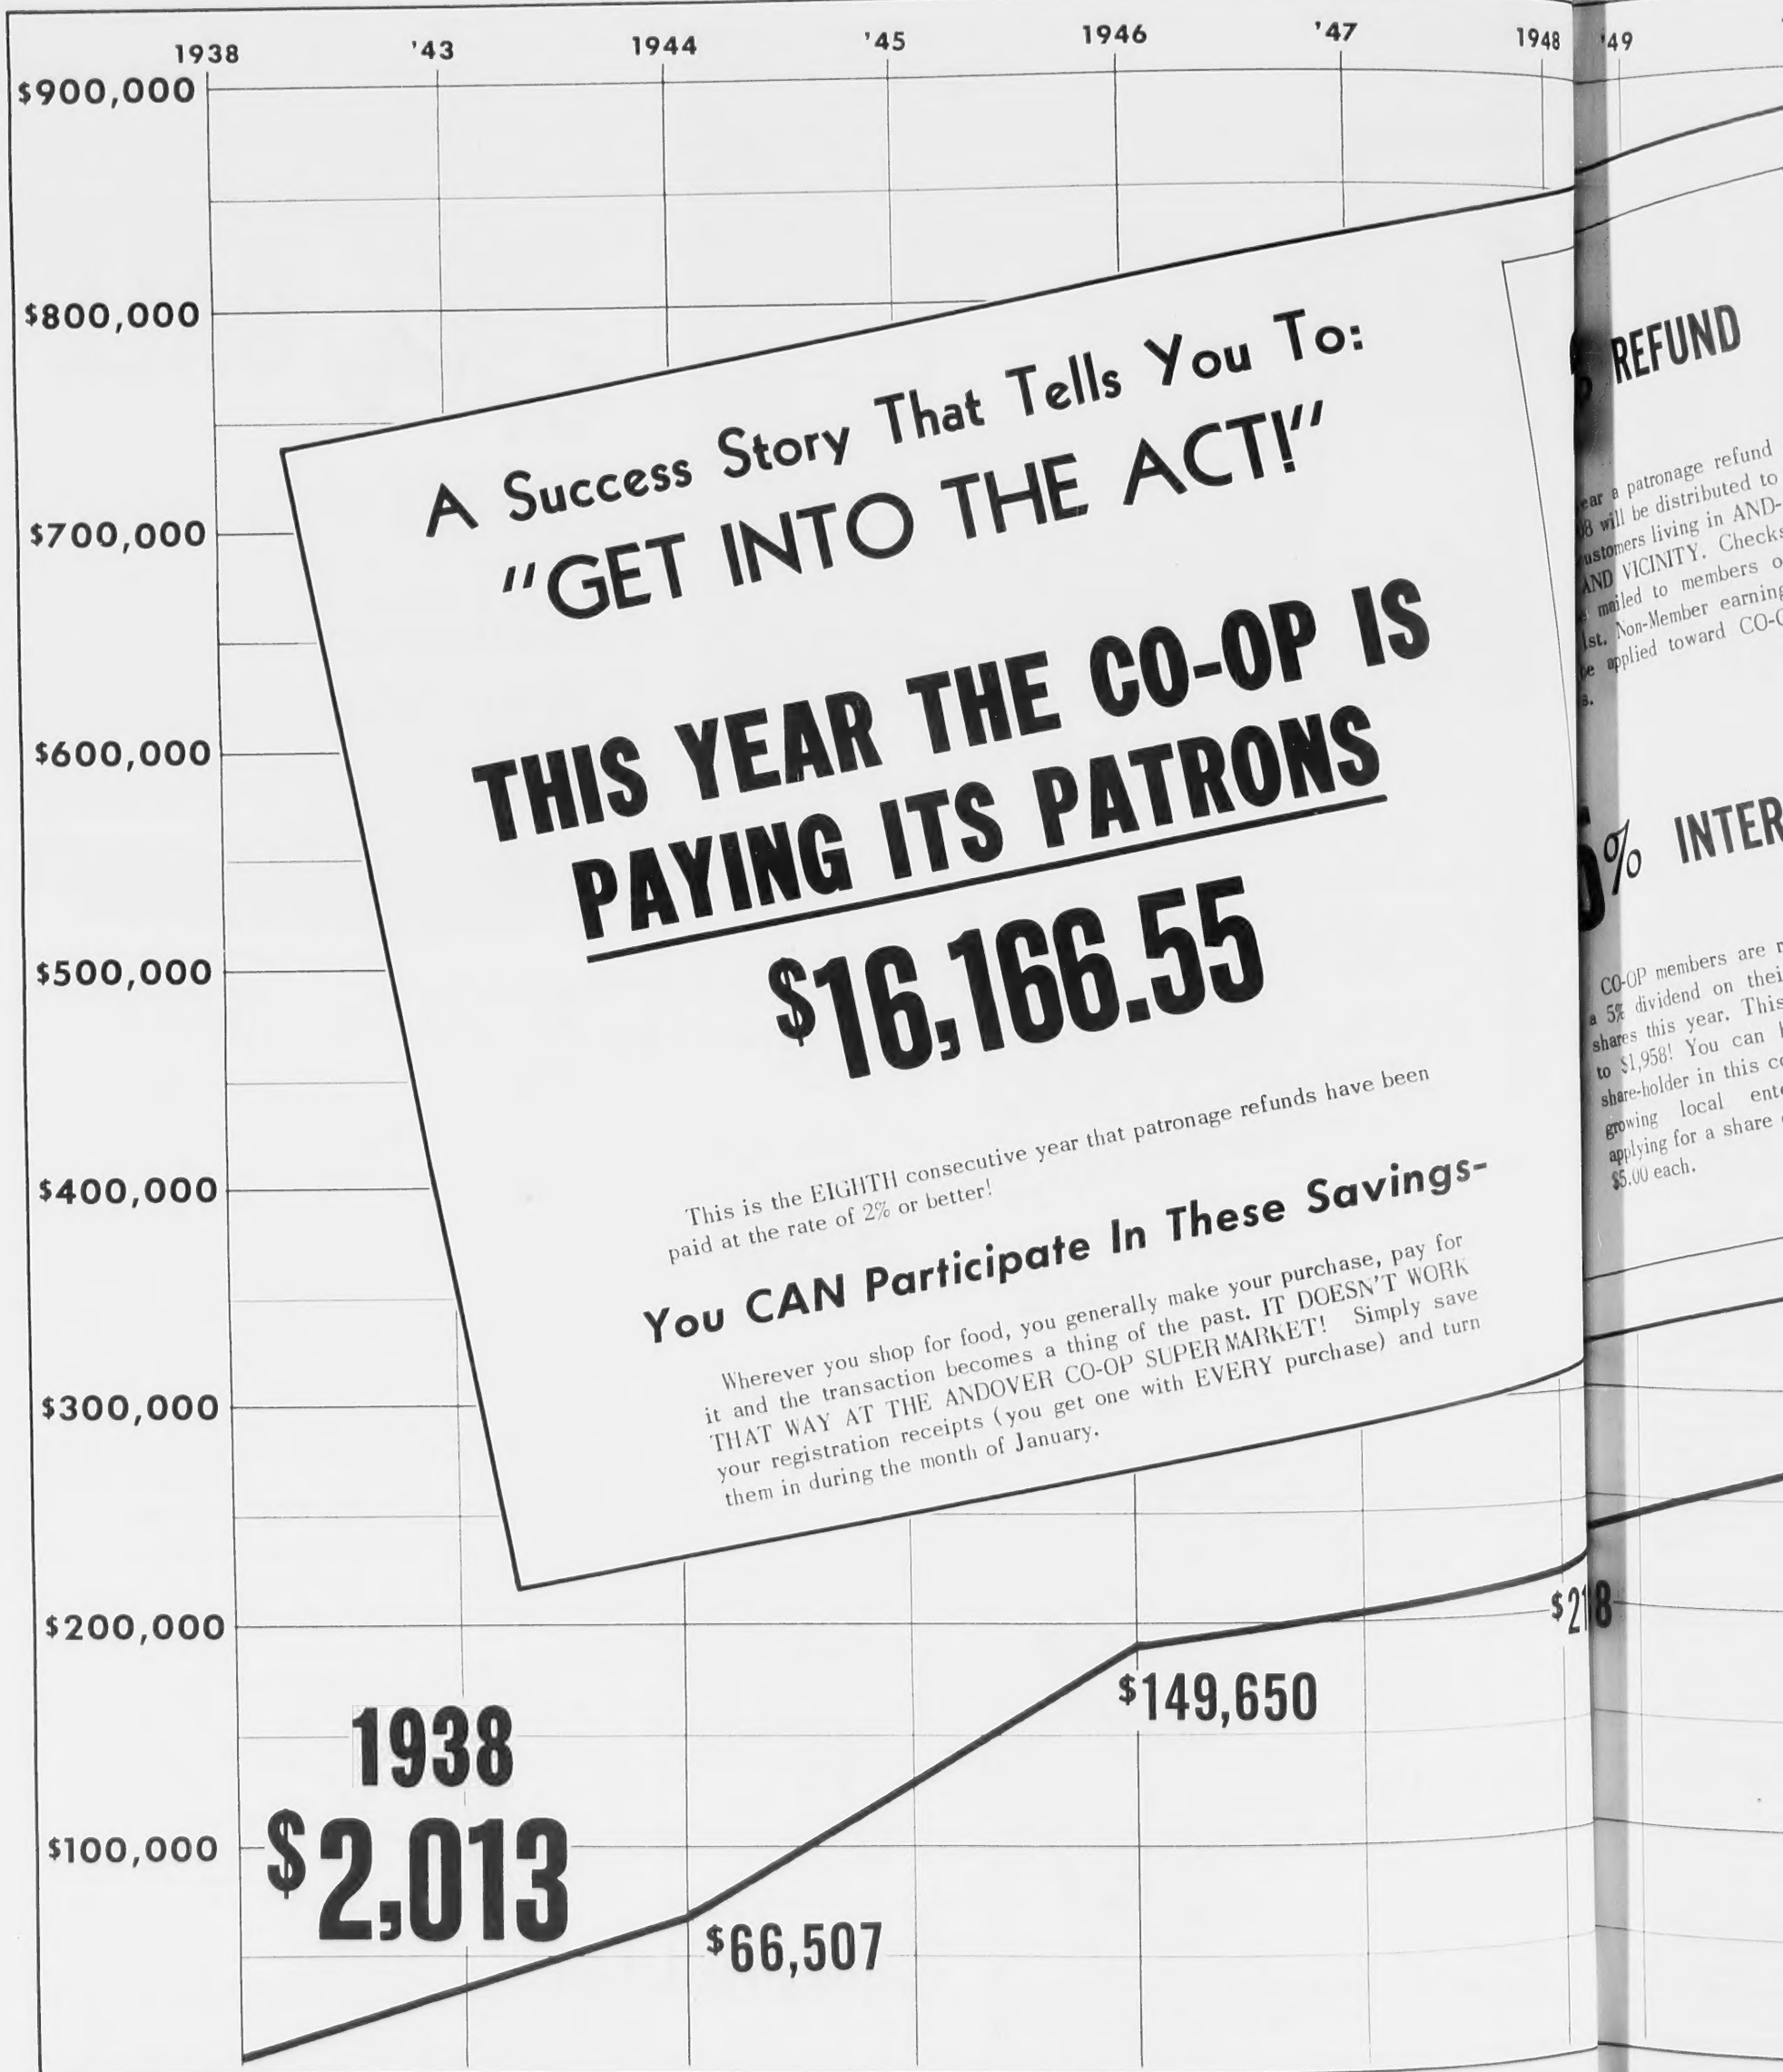 1938 '43 1944 '45 1946 '47 1948 '49
$900,000
$800,000
$700,000
$600,000
$500,000
$400,000
$300,000
$200,000
$100,000
A Success Story That Tells You To:
"GET INTO THE ACT!"
THIS YEAR THE CO-OP IS
PAYING ITS PATRONS
$16,166.55
This is the EIGHTH consecutive year that patronage refunds have been
paid at the rate of 2% or better!
You CAN Participate In These Savings-
Wherever you shop for food, you generally make your purchase, pay for
it and the transaction becomes a thing of the past. IT DOESN'T WORK
THAT WAY AT THE ANDOVER CO-OP SUPER MARKET! Simply save
your registration receipts (you get one with EVERY purchase) and turn
them in during the month of January.
REFUND
a patronage refund
will be distributed to
living in AND-
AND VICINITY. Checks
mailed to members
Non-Member
applied toward
% 
CO-OP members are
a 5% dividend on
shares this year. This
to $1,958! You can
share-holder in this
growing local
applying for a share
$5.00 each.
1938
$2,013
$66,507
$149,650
$218